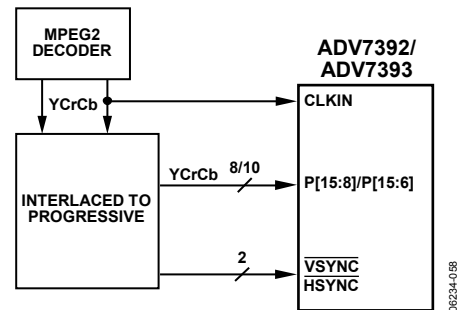 MPEG2
DECODER
YCrCb
INTERLACED TO
PROGRESSIVE
YCrCb 8/10
2
ADV7392/
ADV7393
CLKIN
P[15:8]/P[15:6]
VSYNC
HSYNC
06234-058